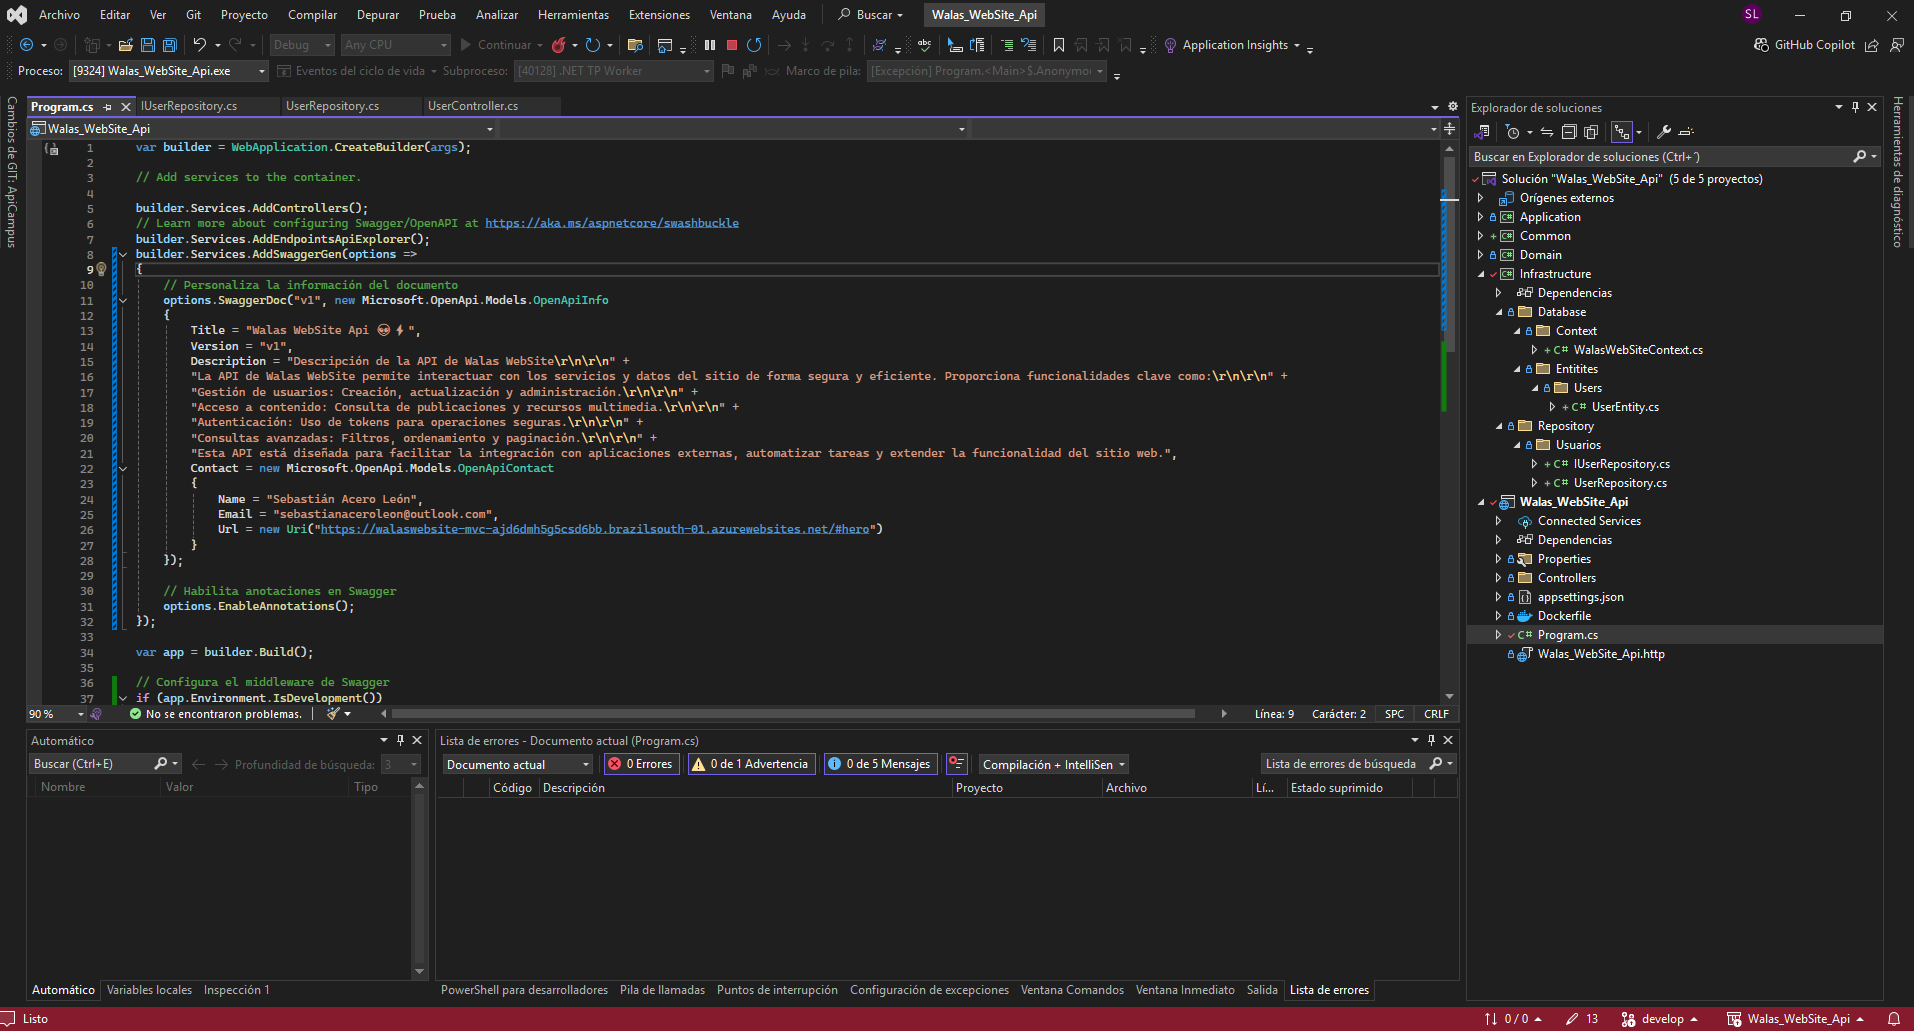 Archivo Editar Ver Git Proyecto Compilar Depurar Prueba Analizar Herramientas Extensiones Ventana Ayuda Buscar Walas_WebSite_Api SL
Debug Any CPU Continuar Application Insights GitHub Copilot
Proceso: [9324] Walas_WebSite_Api.exe Eventos del ciclo de vida Subproceso: [40128] .NET TP Worker Marco de pila: [Excepción] Program.<Main>$.Anonymo
Cambios de GIT: ApiCampus
Program.cs IUserRepository.cs UserRepository.cs UserController.cs
Walas_WebSite_Api
1 var builder = WebApplication.CreateBuilder(args);
2
3 // Add services to the container.
4
5 builder.Services.AddControllers();
6 // Learn more about configuring Swagger/OpenAPI at https://aka.ms/aspnetcore/swashbuckle
7 builder.Services.AddEndpointsApiExplorer();
8 builder.Services.AddSwaggerGen(options =>
9 {
10 // Personaliza la información del documento
11 options.SwaggerDoc("v1", new Microsoft.OpenApi.Models.OpenApiInfo
12 {
13 Title = "Walas WebSite Api 😎⚡",
14 Version = "v1",
15 Description = "Descripción de la API de Walas WebSite\r\n\r\n" +
16 "La API de Walas WebSite permite interactuar con los servicios y datos del sitio de forma segura y eficiente. Proporciona funcionalidades clave como:\r\n\r\n" +
17 "Gestión de usuarios: Creación, actualización y administración.\r\n\r\n" +
18 "Acceso a contenido: Consulta de publicaciones y recursos multimedia.\r\n\r\n" +
19 "Autenticación: Uso de tokens para operaciones seguras.\r\n\r\n" +
20 "Consultas avanzadas: Filtros, ordenamiento y paginación.\r\n\r\n" +
21 "Esta API está diseñada para facilitar la integración con aplicaciones externas, automatizar tareas y extender la funcionalidad del sitio web.",
22 Contact = new Microsoft.OpenApi.Models.OpenApiContact
23 {
24 Name = "Sebastián Acero León",
25 Email = "sebastianaceroleon@outlook.com",
26 Url = new Uri("https://walaswebsite-mvc-ajd6dmh5g5csd6bb.brazilsouth-01.azurewebsites.net/#hero")
27 }
28 });
29
30 // Habilita anotaciones en Swagger
31 options.EnableAnnotations();
32 });
33
34 var app = builder.Build();
35
36 // Configura el middleware de Swagger
37 if (app.Environment.IsDevelopment())
90 % No se encontraron problemas. Línea: 9 Carácter: 2 SPC CRLF
Automático
Buscar (Ctrl+E) Profundidad de búsqueda: 3
Nombre Valor Tipo
Automático Variables locales Inspección 1
Lista de errores - Documento actual (Program.cs)
Documento actual 0 Errores 0 de 1 Advertencia 0 de 5 Mensajes Compilación + IntelliSen Lista de errores de búsqueda
Código Descripción Proyecto Archivo Lí... Estado suprimido
PowerShell para desarrolladores Pila de llamadas Puntos de interrupción Configuración de excepciones Ventana Comandos Ventana Inmediato Salida Lista de errores
Explorador de soluciones
Buscar en Explorador de soluciones (Ctrl+´)
Solución "Walas_WebSite_Api" (5 de 5 proyectos)
Orígenes externos
Application
Common
Domain
Infrastructure
Dependencias
Database
Context
WalasWebSiteContext.cs
Entitites
Users
UserEntity.cs
Repository
Usuarios
IUserRepository.cs
UserRepository.cs
Walas_WebSite_Api
Connected Services
Dependencias
Properties
Controllers
appsettings.json
Dockerfile
Program.cs
Walas_WebSite_Api.http
Herramientas de diagnóstico
Listo 0 / 0 13 develop Walas_WebSite_Api